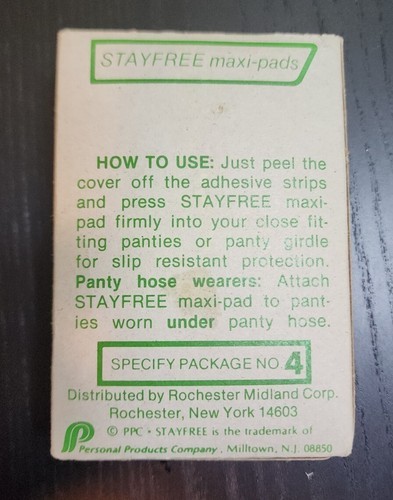 STAYFREE maxi-pads
HOW TO USE: Just peel the
cover off the adhesive strips
and press STAYFREE maxi-
pad firmly into your close fit-
ting panties or panty girdle
for slip resistant protection.
Panty hose wearers: Attach
STAYFREE maxi-pad to pant-
ies worn under panty hose.
SPECIFY PACKAGE NO. 4
Distributed by Rochester Midland Corp.
Rochester, New York 14603
© PPC • STAYFREE is the trademark of
Personal Products Company, Milltown, N.J. 08850